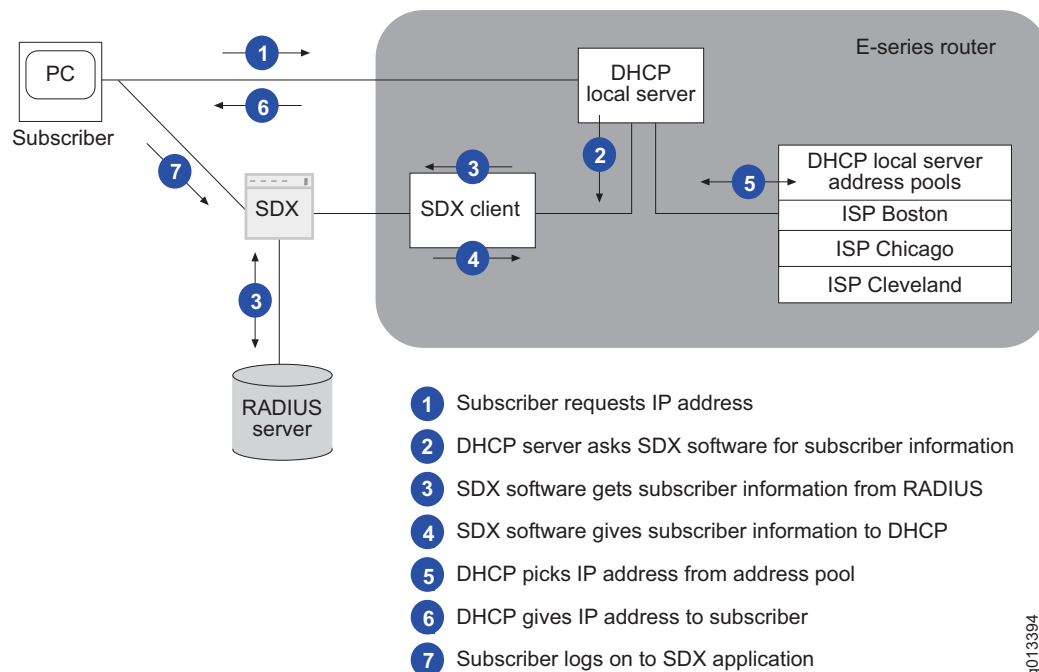 E-series router
1
PC
DHCP
local server
6
Subscriber
2
3
7
DHCP local server
address pools
5
SDX
SDX client
ISP Boston
ISP Chicago
4
ISP Cleveland
3
RADIUS
server
1 Subscriber requests IP address
2 DHCP server asks SDX software for subscriber information
3 SDX software gets subscriber information from RADIUS
4 SDX software gives subscriber information to DHCP
5 DHCP picks IP address from address pool
6 DHCP gives IP address to subscriber
7 Subscriber logs on to SDX application
g013394